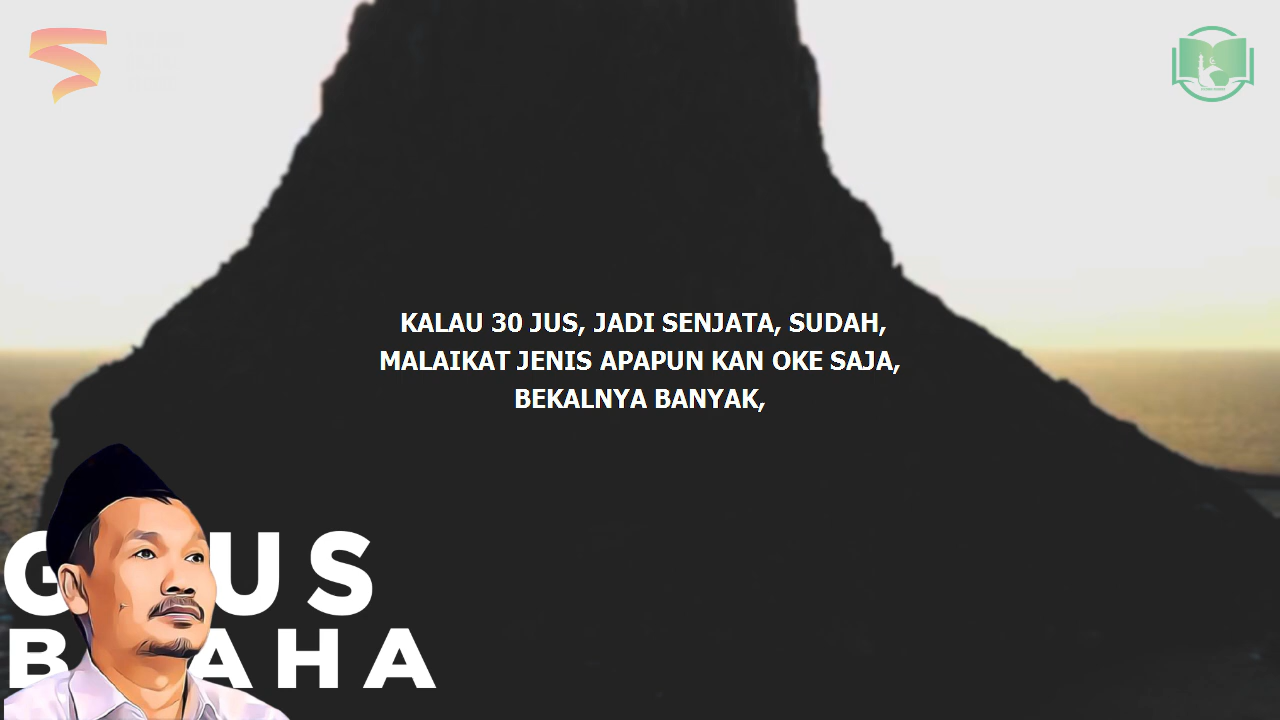 KALAU 30 JUS, JADI SENJATA, SUDAH,
MALAIKAT JENIS APAPUN KAN OKE SAJA,
BEKALNYA BANYAK,
GUS
BAHA